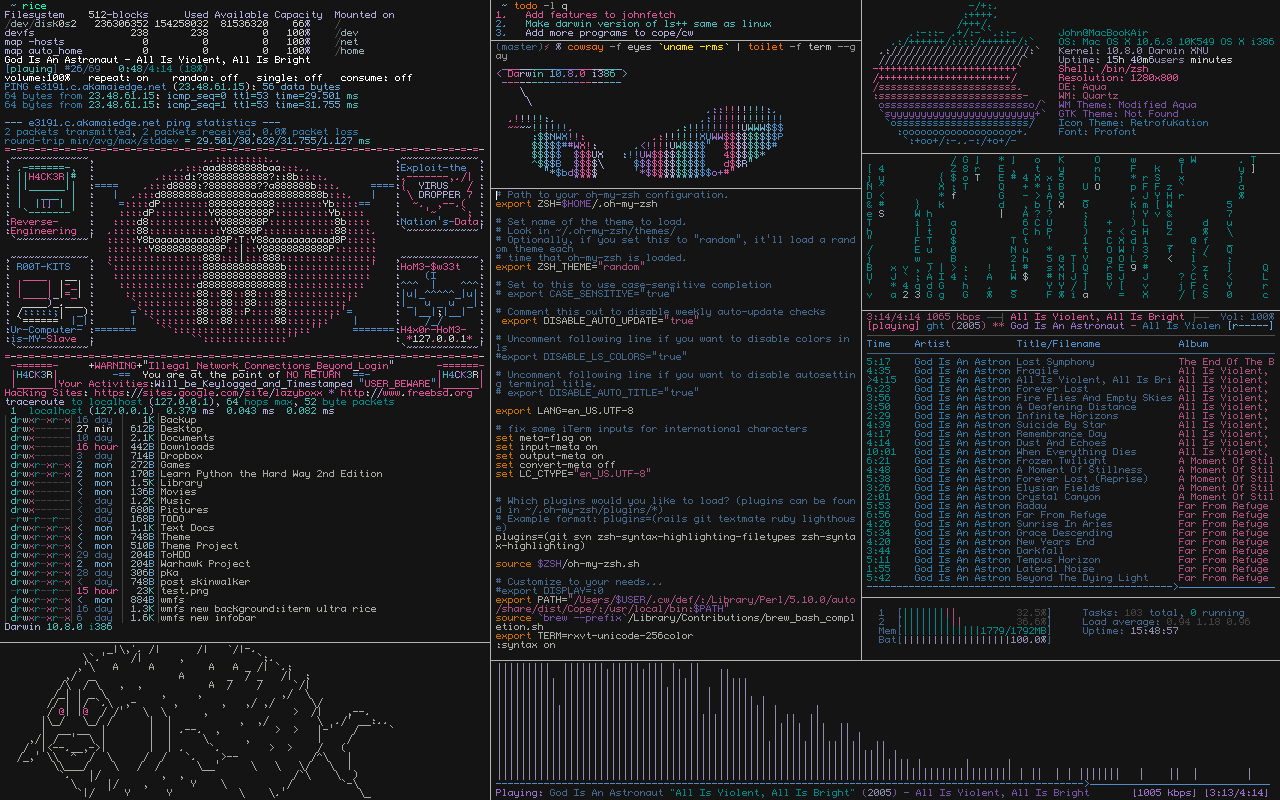 ~ rice
Filesystem 512-blocks Used Available Capacity Mounted on
/dev/disk0s2 236306352 154258032 81536320 66% /
devfs 238 238 0 100% /dev
map -hosts 0 0 0 100% /net
map auto_home 0 0 0 100% /home
God Is An Astronaut - All Is Violent, All Is Bright
[playing] #26/69 0:48/4:14 (18%)
volume:100% repeat: on random: off single: off consume: off
PING e3191.c.akamaiedge.net (23.48.61.15): 56 data bytes
64 bytes from 23.48.61.15: icmp_seq=0 ttl=53 time=29.501 ms
64 bytes from 23.48.61.15: icmp_seq=1 ttl=53 time=31.755 ms
--- e3191.c.akamaiedge.net ping statistics ---
2 packets transmitted, 2 packets received, 0.0% packet loss
round-trip min/avg/max/stddev = 29.501/30.628/31.755/1.127 ms
|H4CK3R|
Reverse-
Engineering
Exploit-the
VIRUS
DROPPER
Nation's-Data
R00T-KITS
Ur-Computer-
is-MY-Slave
HoM3-$w33t
H4x0r-HoM3-
*127.0.0.1*
+WARNING+"Illegal_Network_Connections_Beyond_Login"
|H4CK3R| === You are at the point of NO RETURN === |H4CK3R|
|Your Activities:Will_be_Keylogged_and_Timestamped "USER_BEWARE"|
Hacking Sites: https://sites.google.com/site/lazyboxx * http://www.freebsd.org
traceroute to localhost (127.0.0.1), 64 hops max, 52 byte packets
1 localhost (127.0.0.1) 0.379 ms 0.043 ms 0.082 ms
drwxr-xr-x| 16 day | 1K|Backup
drwx------| 27 min | 612B|Desktop
drwx------| 10 day | 2.1K|Documents
drwx------| 16 hour | 442B|Downloads
drwx------| 3 day | 714B|Dropbox
drwxr-xr-x| 2 mon | 272B|Games
drwxr-xr-x| 2 mon | 170B|Learn Python the Hard Way 2nd Edition
drwx------| < mon | 1.5K|Library
drwx------| < mon | 136B|Movies
drwx------| < day | 1.2K|Music
drwx------| < day | 680B|Pictures
-rw-r--r--| < day | 168B|TODO
drwxr-xr-x| < mon | 1.1K|Text Docs
drwxr-xr-x| < mon | 748B|Theme
drwxr-xr-x| < mon | 510B|Theme Project
drwxr-xr-x| 29 day | 204B|ToHDD
drwxr-xr-x| 2 mon | 204B|Warhawk Project
drwxr-xr-x| 28 day | 306B|pka
drwxr-xr-x| < day | 748B|post skinwalker
-rw-r--r--| 15 hour | 23K|test.png
drwxr-xr-x| < mon | 884B|wmfs
drwxr-xr-x| 16 day | 1.3K|wmfs new background:iterm ultra rice
drwxr-xr-x| 6 day | 1.6K|wmfs new infobar
Darwin 10.8.0 i386
~ todo -l q
1. Add features to johnfetch
2. Make darwin version of ls++ same as linux
3. Add more programs to cope/cw
(master)⚡ % cowsay -f eyes `uname -rms` | toilet -f term --g
ay
< Darwin 10.8.0 i386 >
# Path to your oh-my-zsh configuration.
export ZSH=$HOME/.oh-my-zsh
# Set name of the theme to load.
# Look in ~/.oh-my-zsh/themes/
# Optionally, if you set this to "random", it'll load a rand
om theme each
# time that oh-my-zsh is loaded.
export ZSH_THEME="random"
# Set to this to use case-sensitive completion
# export CASE_SENSITIVE="true"
# Comment this out to disable weekly auto-update checks
export DISABLE_AUTO_UPDATE="true"
# Uncomment following line if you want to disable colors in
ls
#export DISABLE_LS_COLORS="true"
# Uncomment following line if you want to disable autosettin
g terminal title.
# export DISABLE_AUTO_TITLE="true"
export LANG=en_US.UTF-8
# fix some iTerm inputs for international characters
set meta-flag on
set input-meta on
set output-meta on
set convert-meta off
set LC_CTYPE="en_US.UTF-8"
# Which plugins would you like to load? (plugins can be foun
d in ~/.oh-my-zsh/plugins/*)
# Example format: plugins=(rails git textmate ruby lighthous
e)
plugins=(git svn zsh-syntax-highlighting-filetypes zsh-synta
x-highlighting)
source $ZSH/oh-my-zsh.sh
# Customize to your needs...
#export DISPLAY=:0
export PATH="/Users/$USER/.cw/def/:/Library/Perl/5.10.0/auto
/share/dist/Cope/:/usr/local/bin:$PATH"
source `brew --prefix`/Library/Contributions/brew_bash_compl
etion.sh
export TERM=rxvt-unicode-256color
:syntax on
John@MacBookAir
OS: Mac OS X 10.6.8 10K549 OS X i386
Kernel: 10.8.0 Darwin XNU
Uptime: 15h 40m6users minutes
Shell: /bin/zsh
Resolution: 1280x800
DE: Aqua
WM: Quartz
WM Theme: Modified Aqua
GTK Theme: Not Found
Icon Theme: Retrofukation
Font: Profont
3:14/4:14 1065 Kbps ──┤ All Is Violent, All Is Bright ├── Vol: 100%
[playing] ght (2005) ** God Is An Astronaut - All Is Violen [r-----]
Time Artist Title/Filename Album
5:17 God Is An Astron Lost Symphony The End Of The B
4:35 God Is An Astron Fragile All Is Violent,
>4:15 God Is An Astron All Is Violent, All Is Bri All Is Violent,
6:23 God Is An Astron Forever Lost All Is Violent,
3:56 God Is An Astron Fire Flies And Empty Skies All Is Violent,
3:50 God Is An Astron A Deafening Distance All Is Violent,
2:29 God Is An Astron Infinite Horizons All Is Violent,
4:39 God Is An Astron Suicide By Star All Is Violent,
4:17 God Is An Astron Remembrance Day All Is Violent,
4:14 God Is An Astron Dust And Echoes All Is Violent,
10:01 God Is An Astron When Everything Dies All Is Violent,
6:21 God Is An Astron Frozen Twilight A Moment Of Stil
4:48 God Is An Astron A Moment Of Stillness A Moment Of Stil
5:38 God Is An Astron Forever Lost (Reprise) A Moment Of Stil
3:26 God Is An Astron Elysian Fields A Moment Of Stil
2:01 God Is An Astron Crystal Canyon A Moment Of Stil
5:53 God Is An Astron Radau Far From Refuge
6:56 God Is An Astron Far From Refuge Far From Refuge
4:26 God Is An Astron Sunrise In Aries Far From Refuge
5:34 God Is An Astron Grace Descending Far From Refuge
4:20 God Is An Astron New Years End Far From Refuge
3:44 God Is An Astron Darkfall Far From Refuge
5:11 God Is An Astron Tempus Horizon Far From Refuge
1:55 God Is An Astron Lateral Noise Far From Refuge
5:42 God Is An Astron Beyond The Dying Light Far From Refuge
1 [|||||||||| 32.5%] Tasks: 103 total, 0 running
2 [|||||||||| 36.6%] Load average: 0.94 1.18 0.96
Mem[||||||||||||||1779/1792MB] Uptime: 15:48:57
Bat[||||||||||||||||||||100.0%]
Playing: God Is An Astronaut "All Is Violent, All Is Bright" (2005) - All Is Violent, All Is Bright [1005 Kbps] [3:13/4:14]